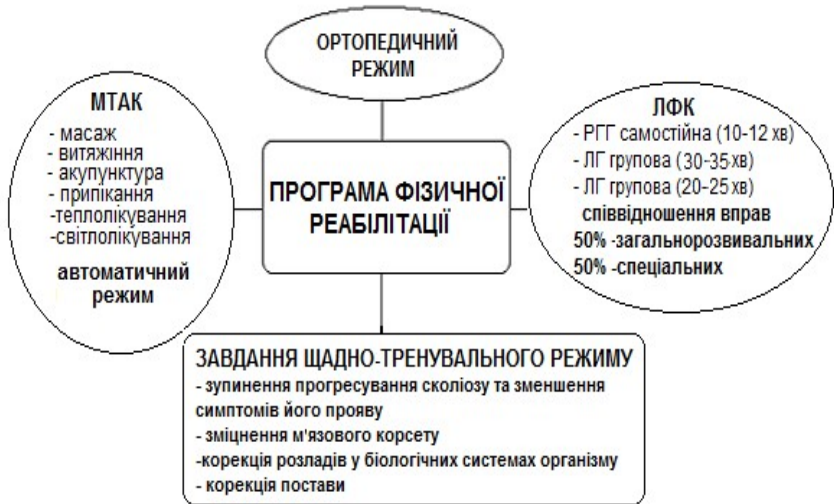 ОРТОПЕДИЧНИЙ
РЕЖИМ
МТАК
- масаж
- витяжіння
- акупунктура
- припікання
-теплолікування
-світлолікування
автоматичний
режим
ПРОГРАМА ФІЗИЧНОЇ
РЕАБІЛІТАЦІЇ
ЛФК
- РГГ самостійна (10-12 хв)
- ЛГ групова (30-35 хв)
- ЛГ групова (20-25 хв)
співвідношення вправ
50% -загальнорозвивальних
50% -спеціальних
ЗАВДАННЯ ЩАДНО-ТРЕНУВАЛЬНОГО РЕЖИМУ
- зупинення прогресування сколіозу та зменшення
симптомів його прояву
- зміцнення м'язового корсету
-корекція розладів у біологічних системах організму
- корекція постави